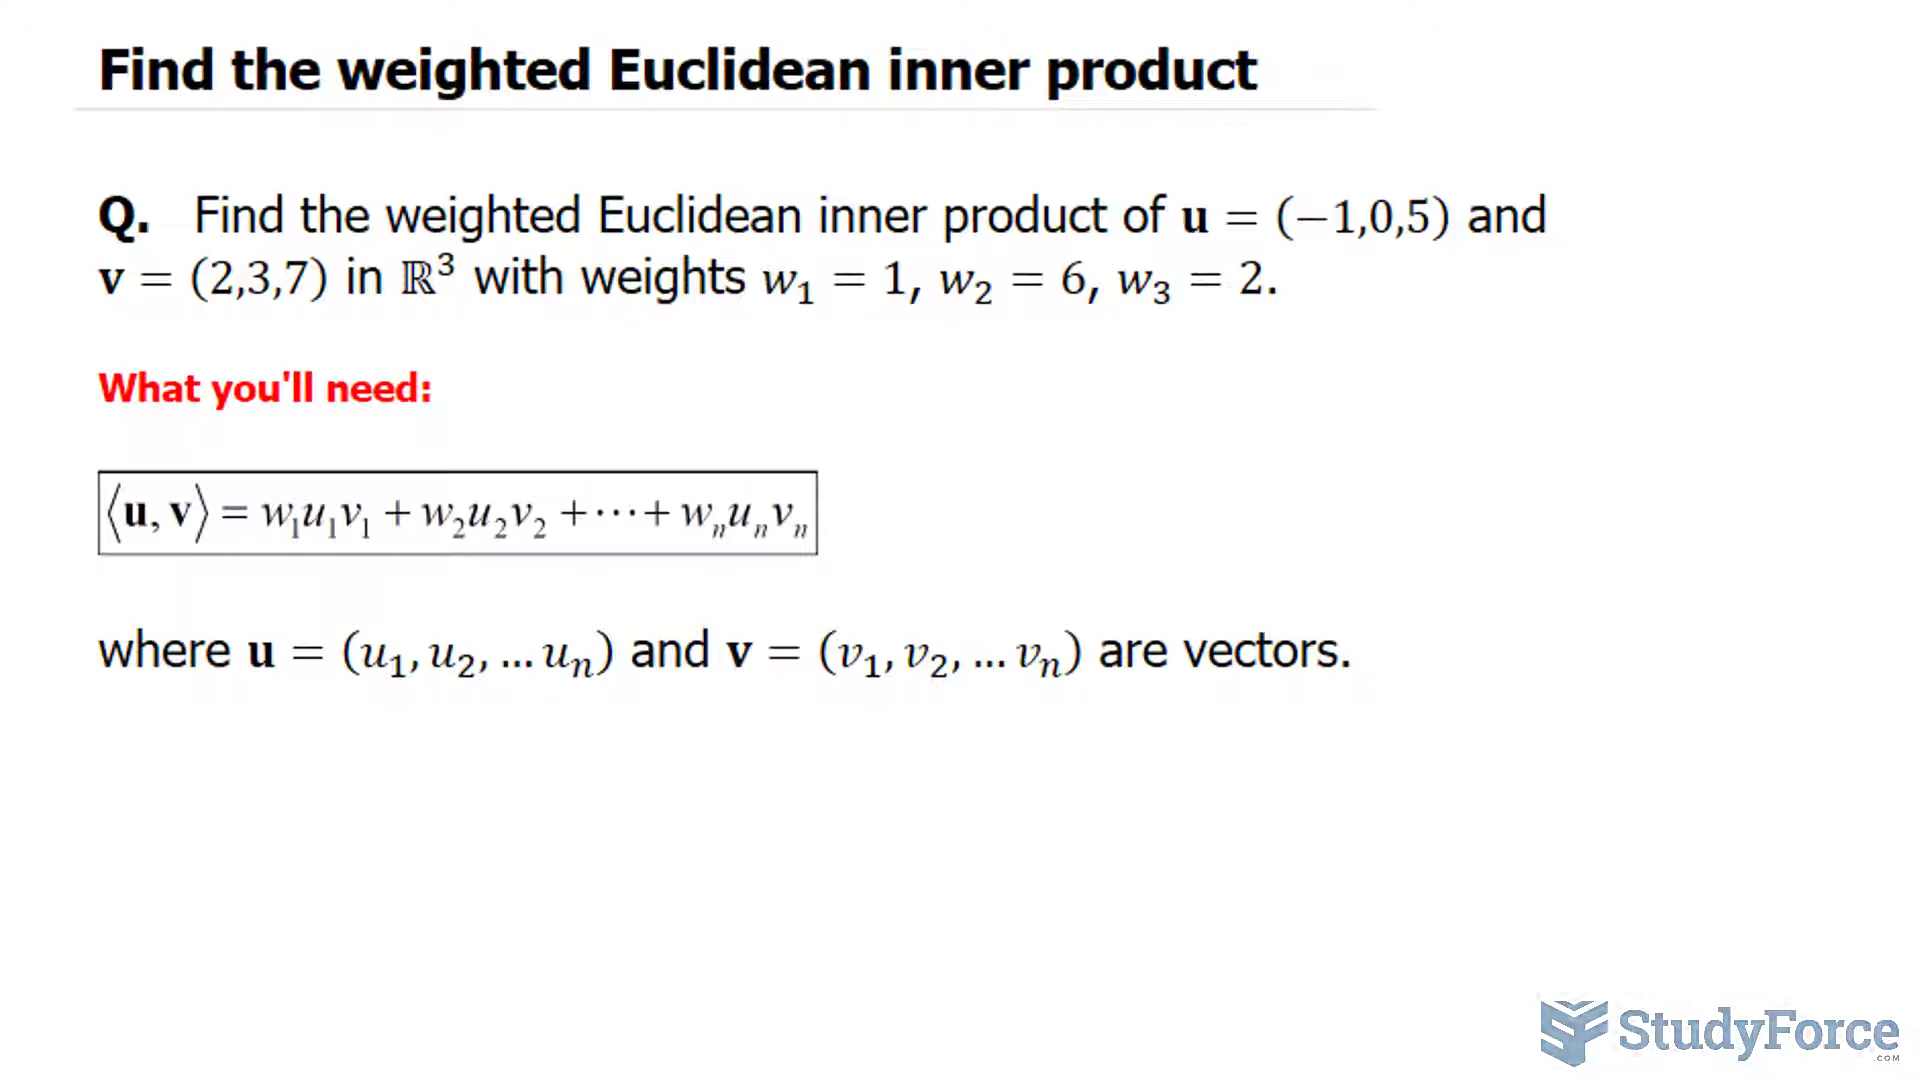 Find the weighted Euclidean inner product
Q. Find the weighted Euclidean inner product of u = (−1,0,5) and
v = (2,3,7) in ℝ³ with weights w₁ = 1, w₂ = 6, w₃ = 2.
What you'll need:
⟨u, v⟩ = w₁u₁v₁ + w₂u₂v₂ + ⋯ + wₙuₙvₙ
where u = (u₁, u₂, … uₙ) and v = (v₁, v₂, … vₙ) are vectors.
StudyForce
.COM